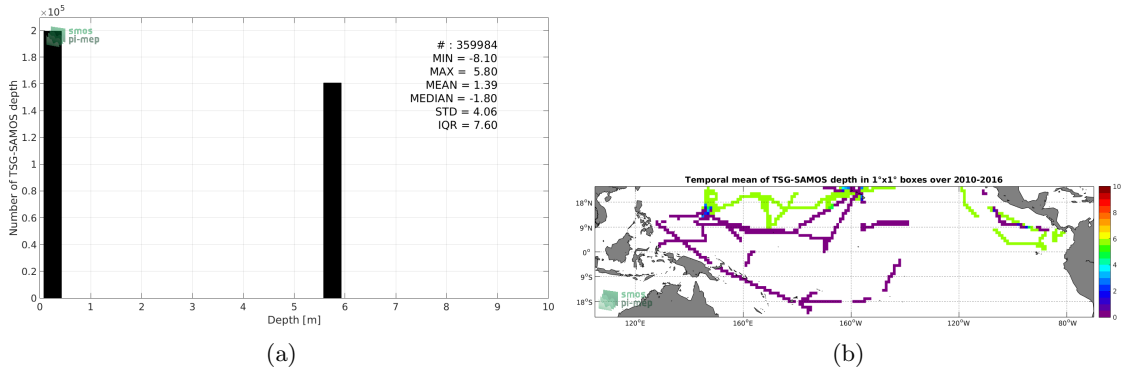 ×10⁵
smos
pi-mep
# : 359984
MIN = -8.10
MAX = 5.80
MEAN = 1.39
MEDIAN = -1.80
STD = 4.06
IQR = 7.60
Number of TSG-SAMOS depth
2
1.8
1.6
1.4
1.2
1
0.8
0.6
0.4
0.2
0
0 1 2 3 4 5 6 7 8 9 10
Depth [m]
(a)
Temporal mean of TSG-SAMOS depth in 1°x1° boxes over 2010-2016
18°N
9°N
0°
9°S
18°S
smos
pi-mep
120°E 160°E 160°W 120°W 80°W
10
8
6
4
2
0
(b)